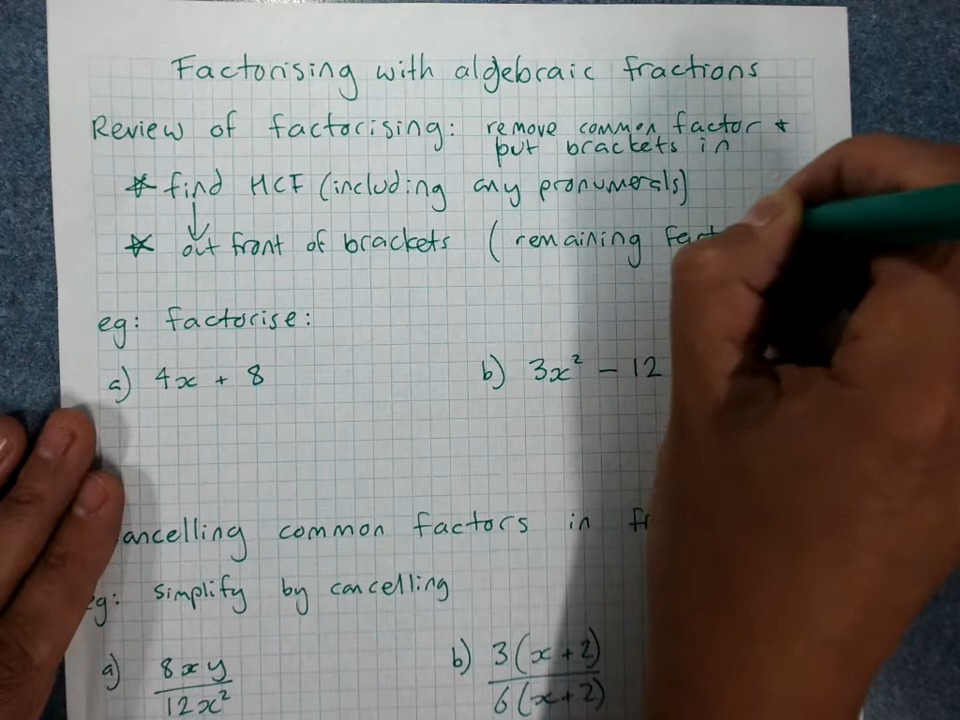 Factorising with algebraic fractions
Review of factorising: remove common factor +
put brackets in
* find HCF (including any pronumerals)
↓
* out front of brackets ( remaining
eg: factorise:
a) 4x + 8 b) 3x² - 12
ancelling common factors in
eg: simplify by cancelling
a) 8xy/12x² b) 3(x+2)/6(x+2)